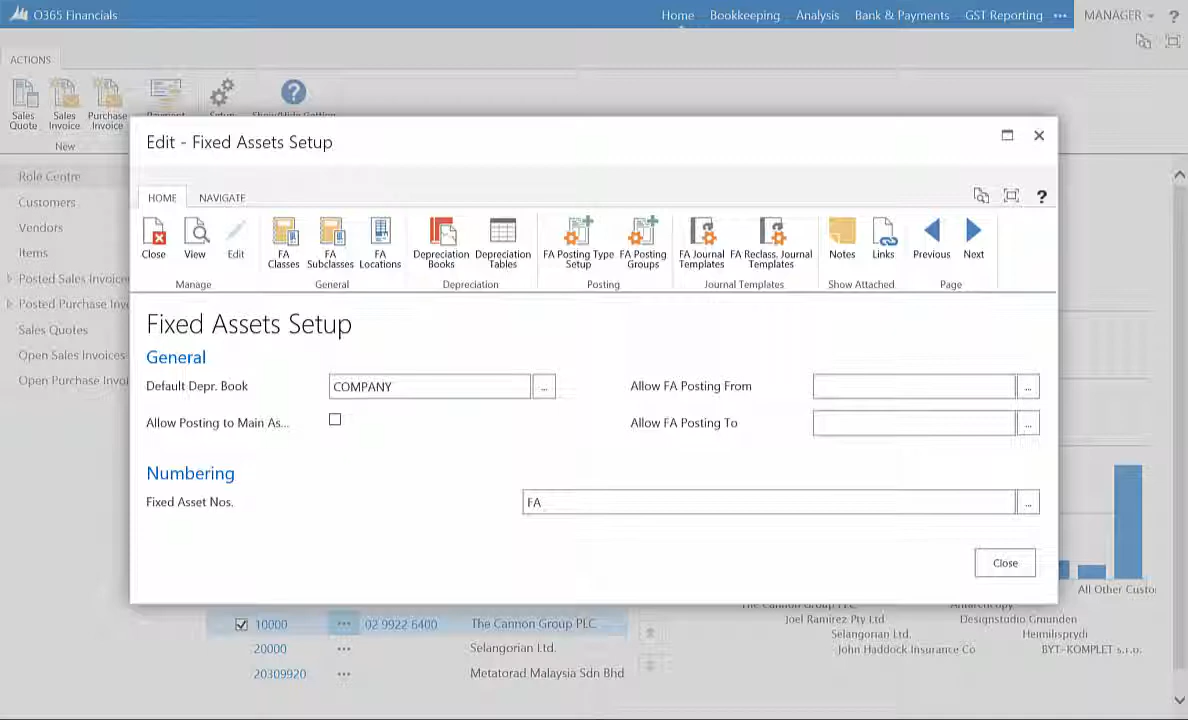 O365 Financials
Home Bookkeeping Analysis Bank & Payments GST Reporting ••• MANAGER ?
ACTIONS
Sales Quote
Sales Invoice
Purchase Invoice
New
Role Centre
Customers
Vendors
Items
Posted Sales Invoice
Posted Purchase Inv
Sales Quotes
Open Sales Invoices
Open Purchase Invoi
Edit - Fixed Assets Setup
HOME NAVIGATE
?
Close
View
Edit
Manage
FA Classes
FA Subclasses
FA Locations
General
Depreciation Books
Depreciation Tables
Depreciation
FA Posting Type Setup
FA Posting Groups
Posting
FA Journal Templates
FA Reclass. Journal Templates
Journal Templates
Notes
Links
Show Attached
Previous
Next
Page
Fixed Assets Setup
General
Default Depr. Book COMPANY ...
Allow FA Posting From ...
Allow Posting to Main As...
Allow FA Posting To ...
Numbering
Fixed Asset Nos. FA ...
Close
All Other Custo
10000 ••• 02 9922 6400 The Cannon Group PLC
20000 ••• Selangorian Ltd.
20309920 ••• Metatorad Malaysia Sdn Bhd
Joel Ramirez Pty Ltd
Designstudio Gmunden
Selangorian Ltd.
Heimilisprydi
John Haddock Insurance Co
BYT-KOMPLET s.r.o.